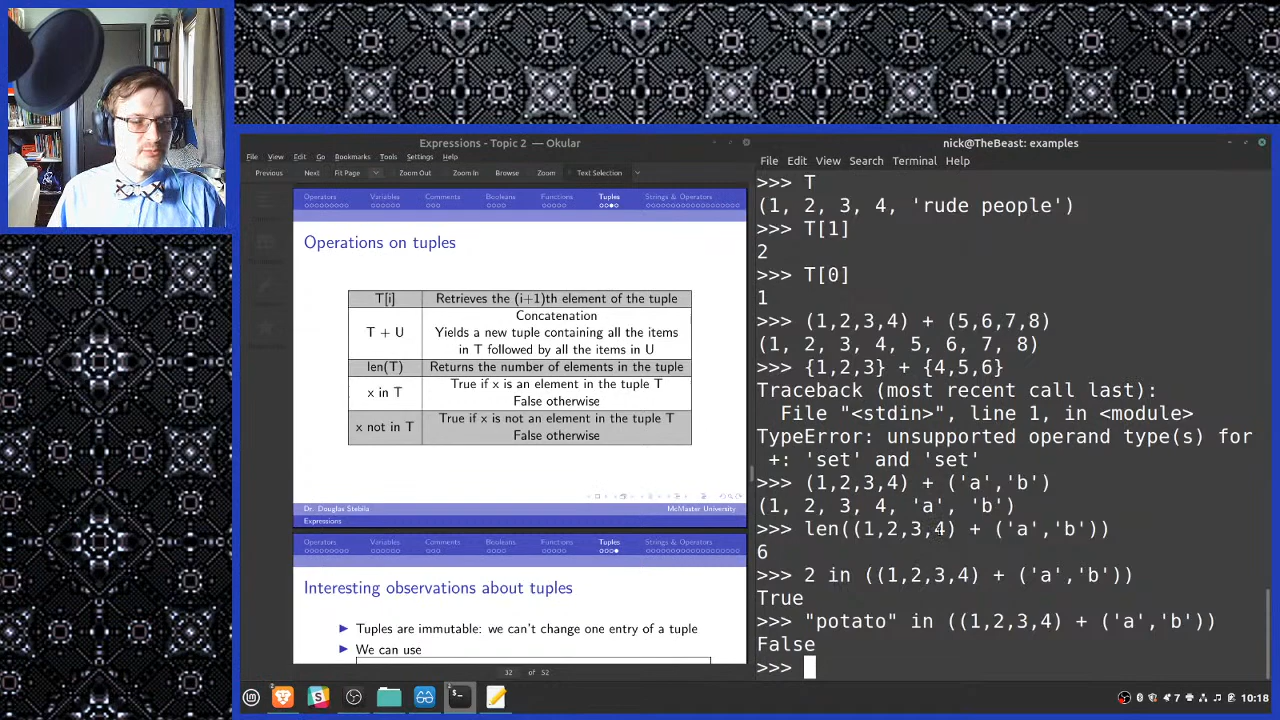 Expressions - Topic 2 — Okular
File Edit View Go Bookmarks Tools Settings Help
Previous Next Fit Page Zoom Out Zoom In Browse Zoom Text Selection
Operators Variables Comments Booleans Functions Tuples Strings & Operators
Operations on tuples
T[i] Retrieves the (i+1)th element of the tuple
Concatenation
T + U Yields a new tuple containing all the items
in T followed by all the items in U
len(T) Returns the number of elements in the tuple
x in T True if x is an element in the tuple T
False otherwise
x not in T True if x is not an element in the tuple T
False otherwise
Dr. Douglas Stebila McMaster University
Expressions
Operators Variables Comments Booleans Functions Tuples Strings & Operators
Interesting observations about tuples
Tuples are immutable: we can't change one entry of a tuple
We can use
32 of 52
nick@TheBeast: examples
File Edit View Search Terminal Help
>>> T
(1, 2, 3, 4, 'rude people')
>>> T[1]
2
>>> T[0]
1
>>> (1,2,3,4) + (5,6,7,8)
(1, 2, 3, 4, 5, 6, 7, 8)
>>> {1,2,3} + {4,5,6}
Traceback (most recent call last):
File "<stdin>", line 1, in <module>
TypeError: unsupported operand type(s) for
+: 'set' and 'set'
>>> (1,2,3,4) + ('a','b')
(1, 2, 3, 4, 'a', 'b')
>>> len((1,2,3,4) + ('a','b'))
6
>>> 2 in ((1,2,3,4) + ('a','b'))
True
>>> "potato" in ((1,2,3,4) + ('a','b'))
False
>>>
7 10:18